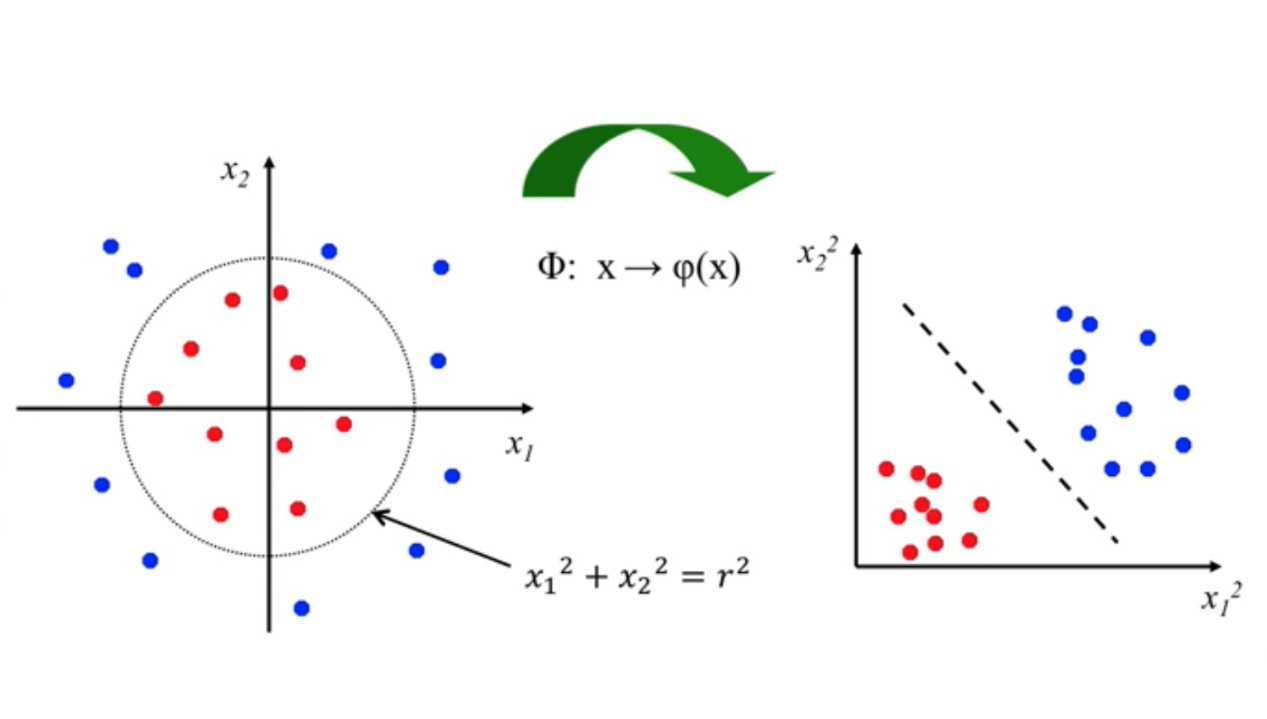 x₂
x₁
x₁² + x₂² = r²
Φ: x → φ(x)
x₂²
x₁²